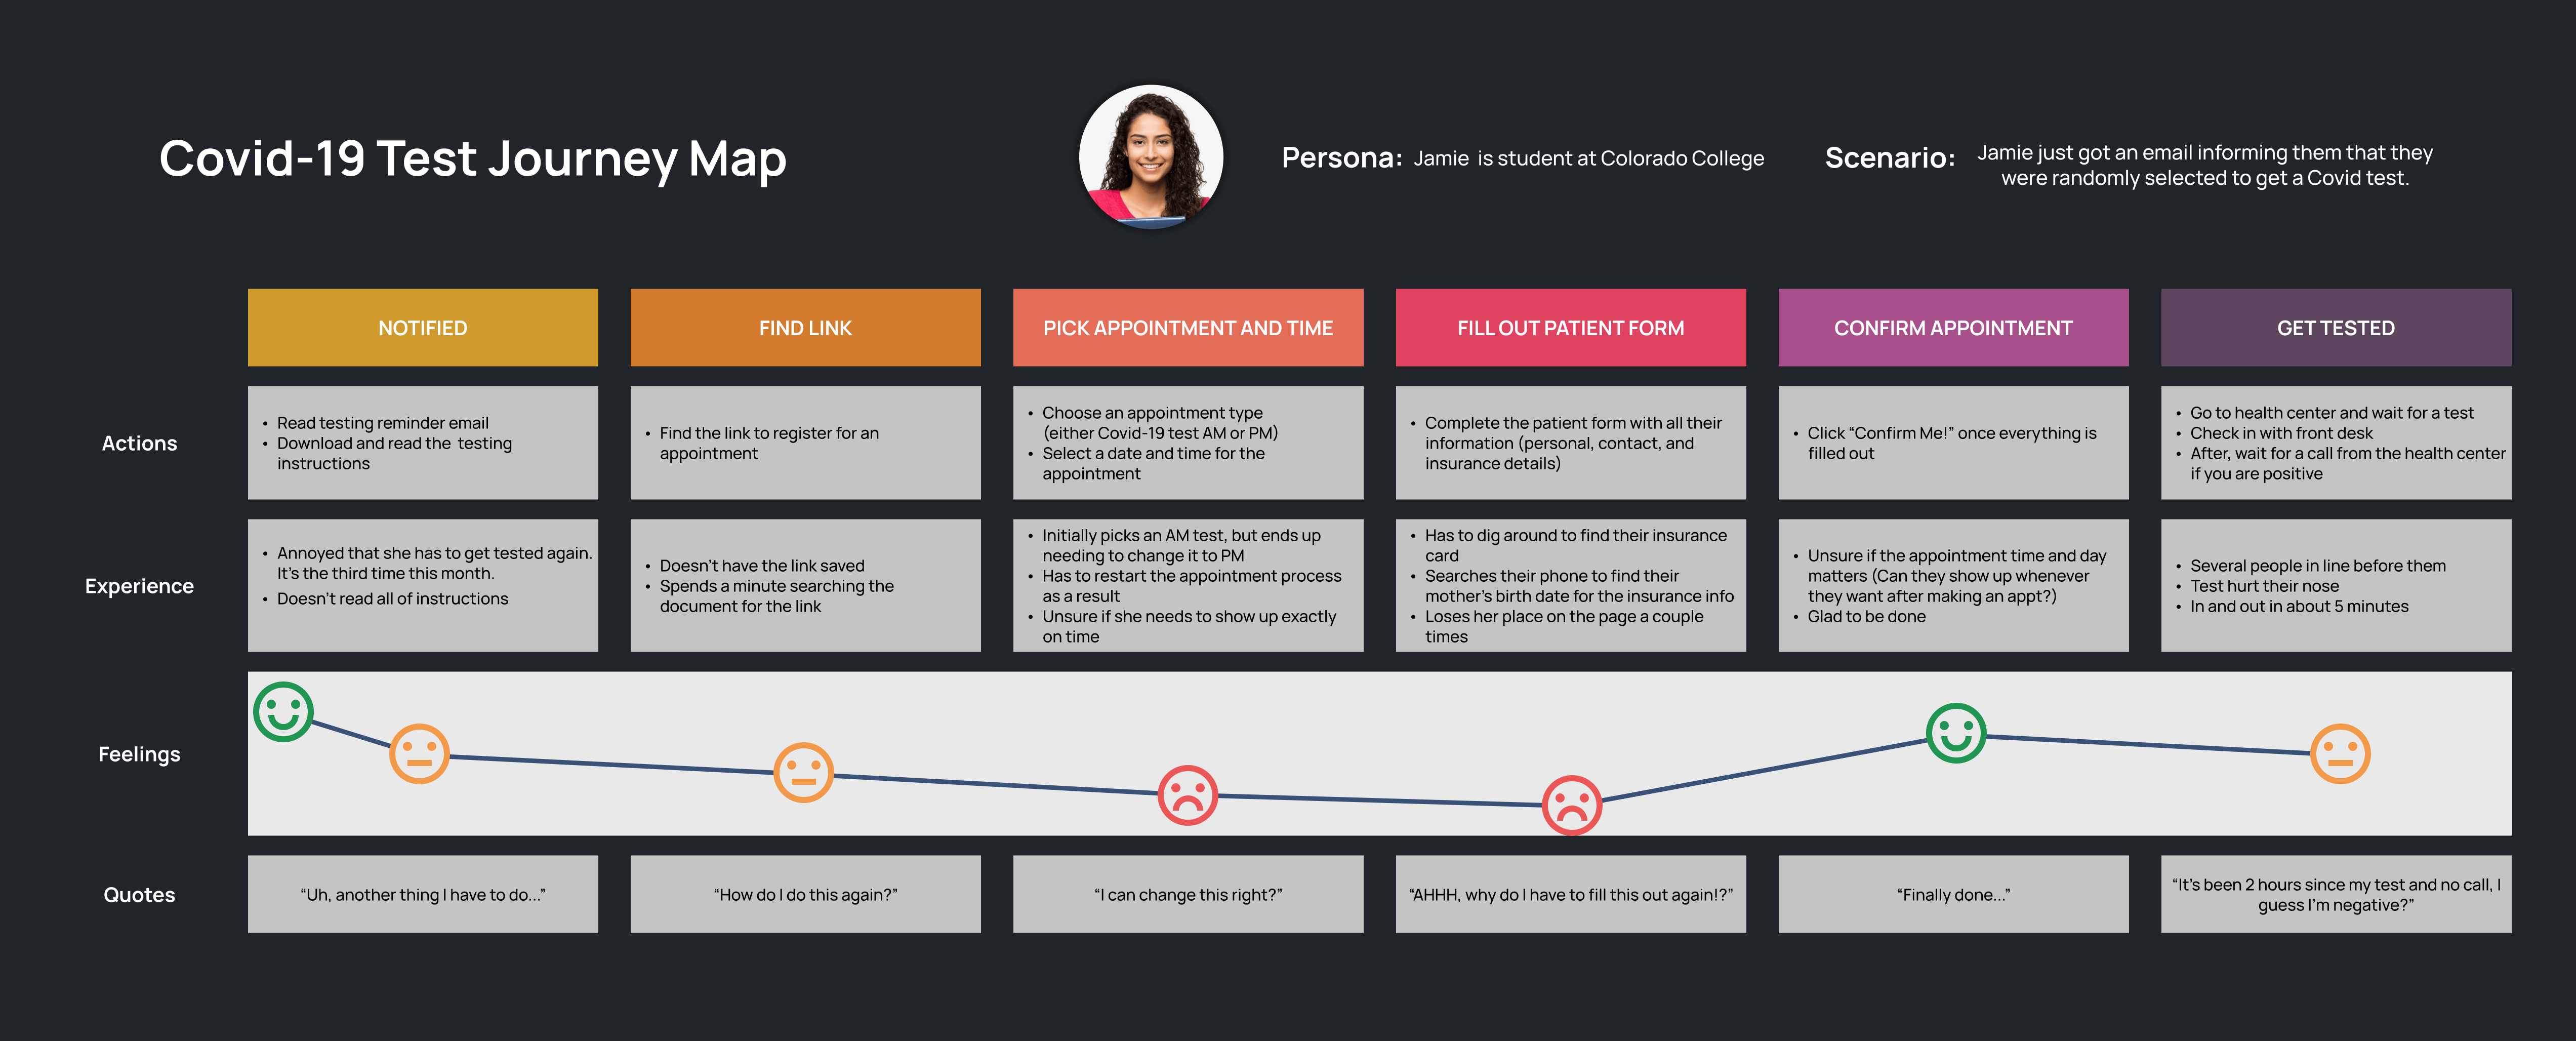 Covid-19 Test Journey Map
Persona: Jamie  is student at Colorado College
Scenario: Jamie just got an email informing them that they
were randomly selected to get a Covid test.
NOTIFIED
FIND LINK
PICK APPOINTMENT AND TIME
FILL OUT PATIENT FORM
CONFIRM APPOINTMENT
GET TESTED
Actions
• Read testing reminder email
• Download and read the  testing
instructions
• Find the link to register for an
appointment
• Choose an appointment type
(either Covid-19 test AM or PM)
• Select a date and time for the
appointment
• Complete the patient form with all their
information (personal, contact, and
insurance details)
• Click “Confirm Me!” once everything is
filled out
• Go to health center and wait for a test
• Check in with front desk
• After, wait for a call from the health center
if you are positive
Experience
• Annoyed that she has to get tested again.
It’s the third time this month.
• Doesn’t read all of instructions
• Doesn’t have the link saved
• Spends a minute searching the
document for the link
• Initially picks an AM test, but ends up
needing to change it to PM
• Has to restart the appointment process
as a result
• Unsure if she needs to show up exactly
on time
• Has to dig around to find their insurance
card
• Searches their phone to find their
mother’s birth date for the insurance info
• Loses her place on the page a couple
times
• Unsure if the appointment time and day
matters (Can they show up whenever
they want after making an appt?)
• Glad to be done
• Several people in line before them
• Test hurt their nose
• In and out in about 5 minutes
Feelings
Quotes
“Uh, another thing I have to do...”
“How do I do this again?”
“I can change this right?”
“AHHH, why do I have to fill this out again!?”
“Finally done...”
“It’s been 2 hours since my test and no call, I
guess I’m negative?”